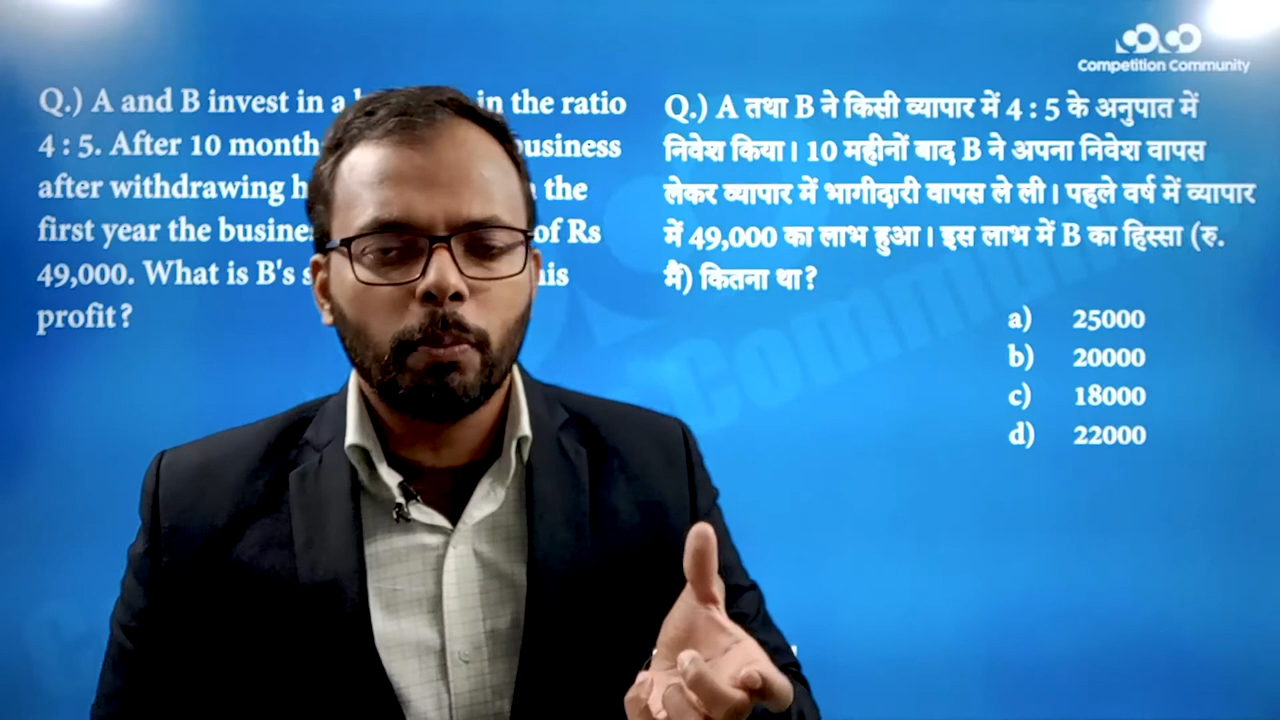 Competition Community
Q.) A and B invest in a in the ratio
4 : 5. After 10 month usiness
after withdrawing h the
first year the busine of Rs
49,000. What is B's s his
profit?
Q.) A तथा B ने किसी व्यापार में 4 : 5 के अनुपात में
निवेश किया। 10 महीनों बाद B ने अपना निवेश वापस
लेकर व्यापार में भागीदारी वापस ले ली। पहले वर्ष में व्यापार
में 49,000 का लाभ हुआ। इस लाभ में B का हिस्सा (रु.
में) कितना था?
a) 25000
b) 20000
c) 18000
d) 22000